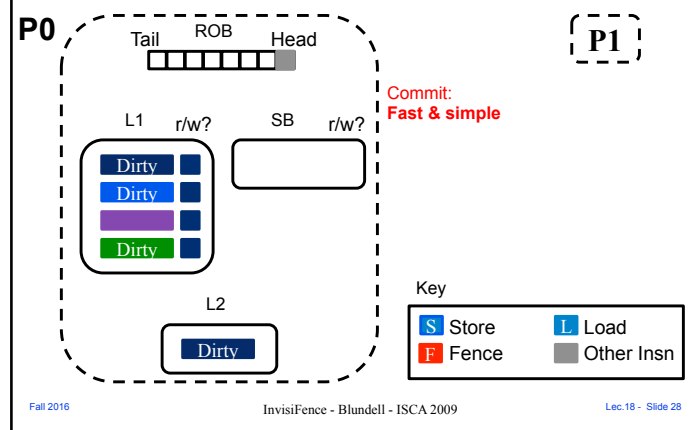 P0
ROB
Tail
Head
P1
Commit:
Fast & simple
L1
r/w?
SB
r/w?
Dirty
Dirty
Dirty
L2
Dirty
Key
S Store
L Load
F Fence
Other Insn
Fall 2016
InvisiFence - Blundell - ISCA 2009
Lec.18 - Slide 28